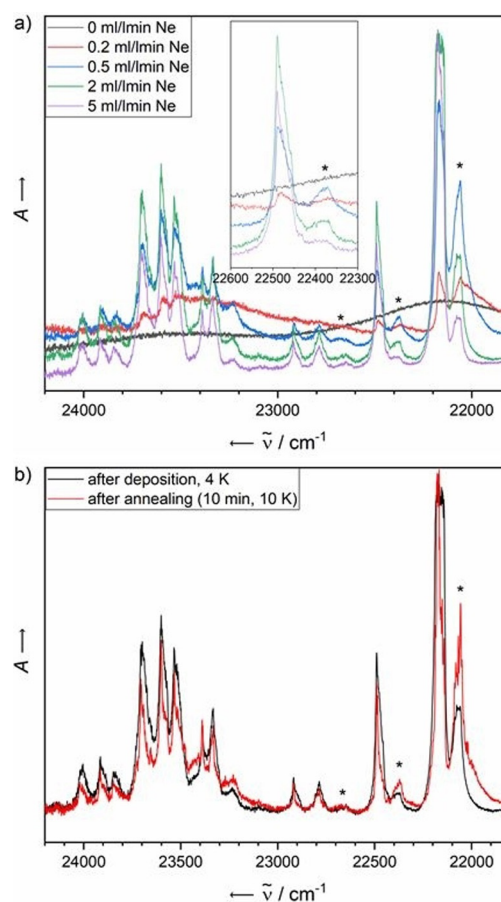 a)
0 ml/lmin Ne
0.2 ml/lmin Ne
0.5 ml/lmin Ne
2 ml/lmin Ne
5 ml/lmin Ne
*
22600 22500 22400 22300
A →
* * *
24000 23000 22000
← ṽ / cm⁻¹
b)
after deposition, 4 K
after annealing (10 min, 10 K)
A →
* * *
24000 23500 23000 22500 22000
← ṽ / cm⁻¹